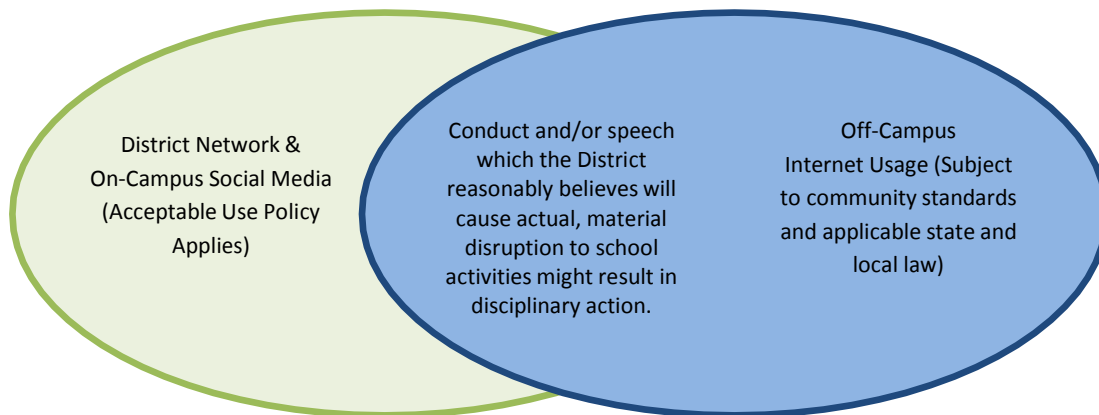 District Network &
On-Campus Social Media
(Acceptable Use Policy
Applies)
Conduct and/or speech
which the District
reasonably believes will
cause actual, material
disruption to school
activities might result in
disciplinary action.
Off-Campus
Internet Usage (Subject
to community standards
and applicable state and
local law)